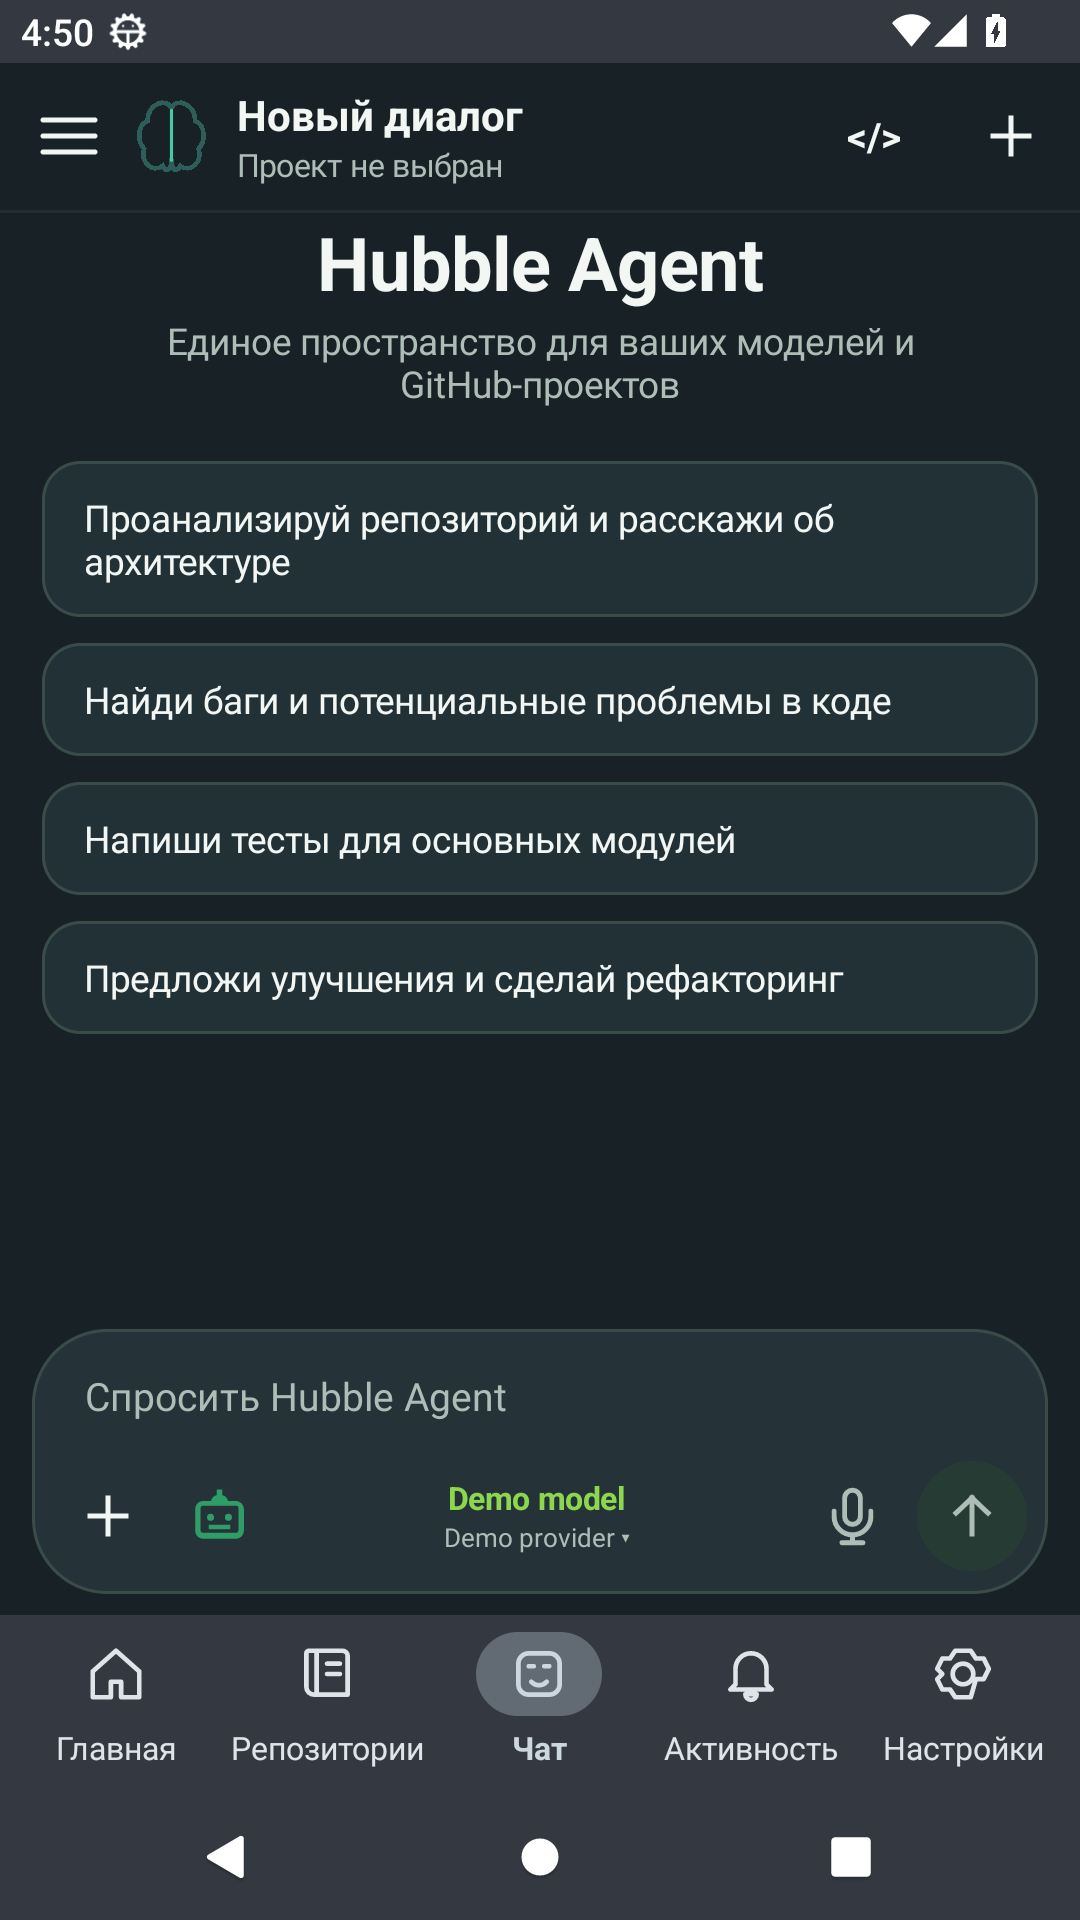 4:50
Новый диалог
Проект не выбран
</>
Hubble Agent
Единое пространство для ваших моделей и
GitHub-проектов
Проанализируй репозиторий и расскажи об
архитектуре
Найди баги и потенциальные проблемы в коде
Напиши тесты для основных модулей
Предложи улучшения и сделай рефакторинг
Спросить Hubble Agent
Demo model
Demo provider ▾
Главная
Репозитории
Чат
Активность
Настройки